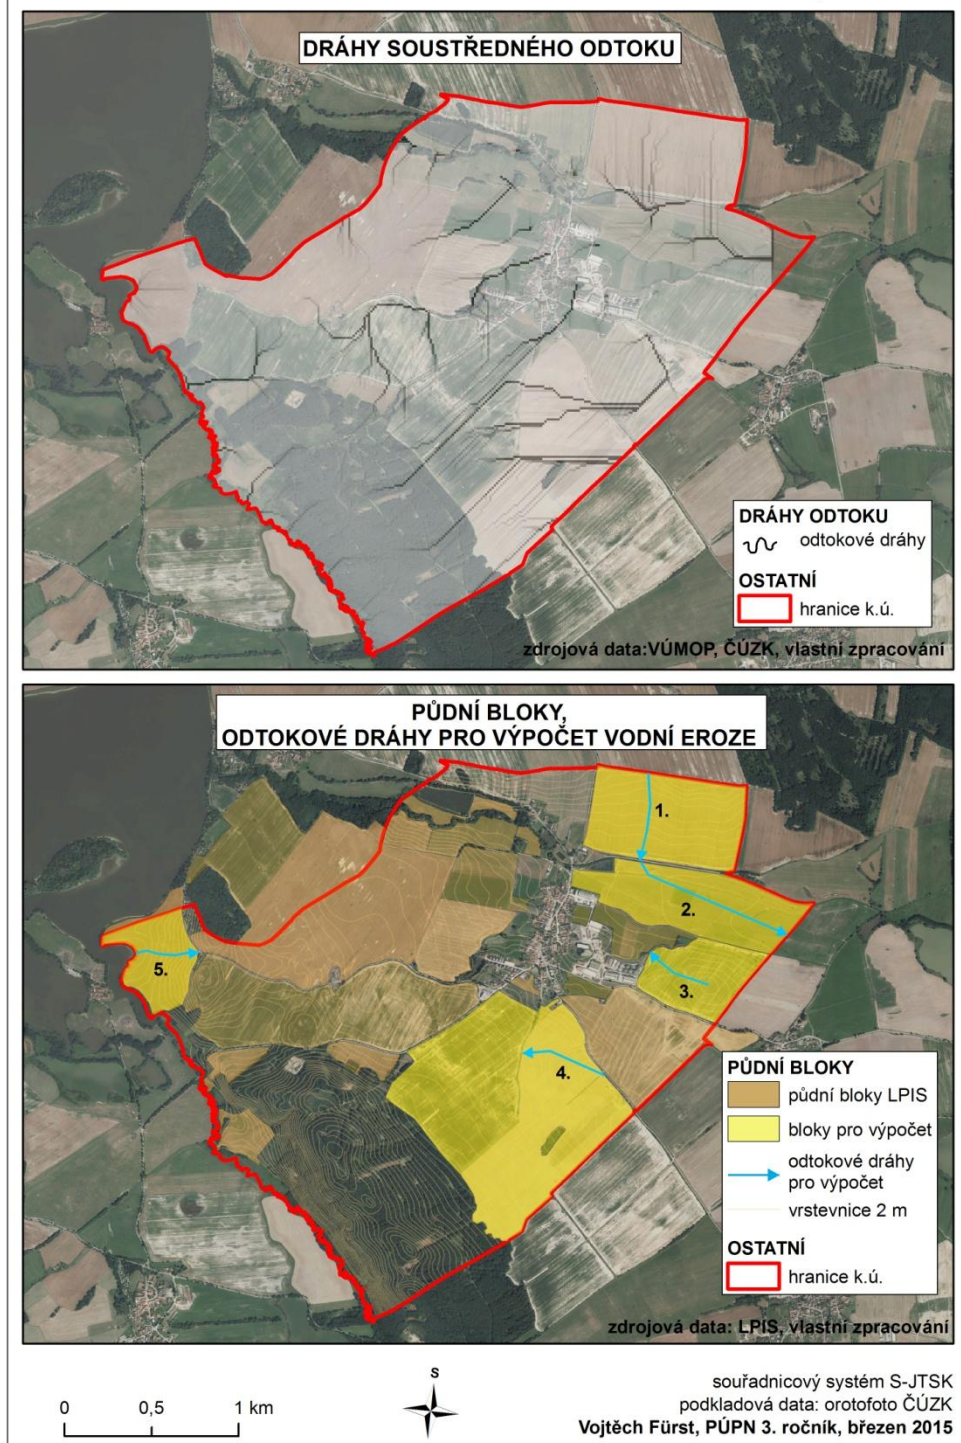 DRÁHY SOUSTŘEDNÉHO ODTOKU
DRÁHY ODTOKU
odtokové dráhy
OSTATNÍ
hranice k.ú.
zdrojová data:VÚMOP, ČÚZK, vlastní zpracování
PŮDNÍ BLOKY,
ODTOKOVÉ DRÁHY PRO VÝPOČET VODNÍ EROZE
1.
2.
3.
4.
5.
PŮDNÍ BLOKY
půdní bloky LPIS
bloky pro výpočet
odtokové dráhy
pro výpočet
vrstevnice 2 m
OSTATNÍ
hranice k.ú.
zdrojová data: LPIS, vlastní zpracování
0 0,5 1 km
S
souřadnicový systém S-JTSK
podkladová data: orotofoto ČÚZK
Vojtěch Fürst, PÚPN 3. ročník, březen 2015